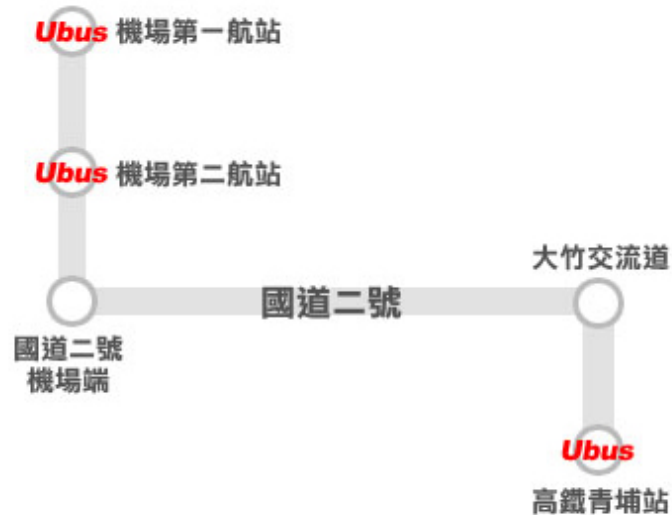 Ubus 機場第一航站
Ubus 機場第二航站
大竹交流道
國道二號
國道二號
機場端
Ubus
高鐵青埔站